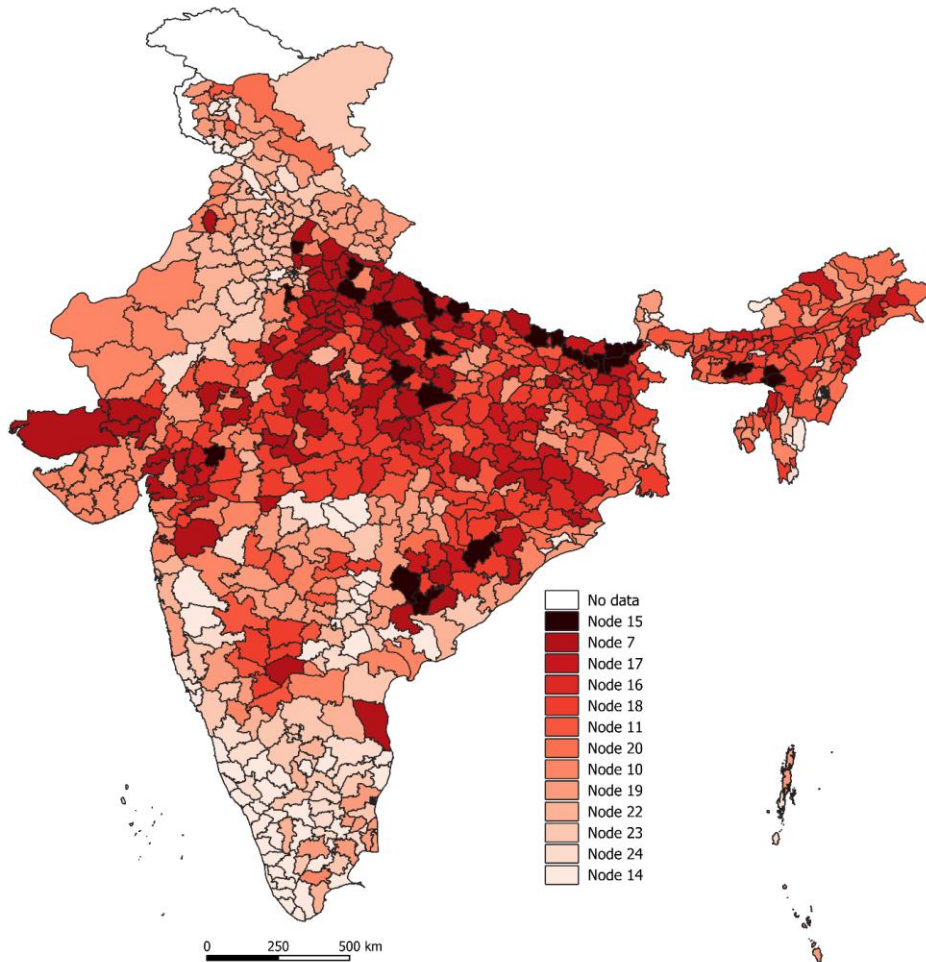 No data
Node 15
Node 7
Node 17
Node 16
Node 18
Node 11
Node 20
Node 10
Node 19
Node 22
Node 23
Node 24
Node 14
0 250 500 km